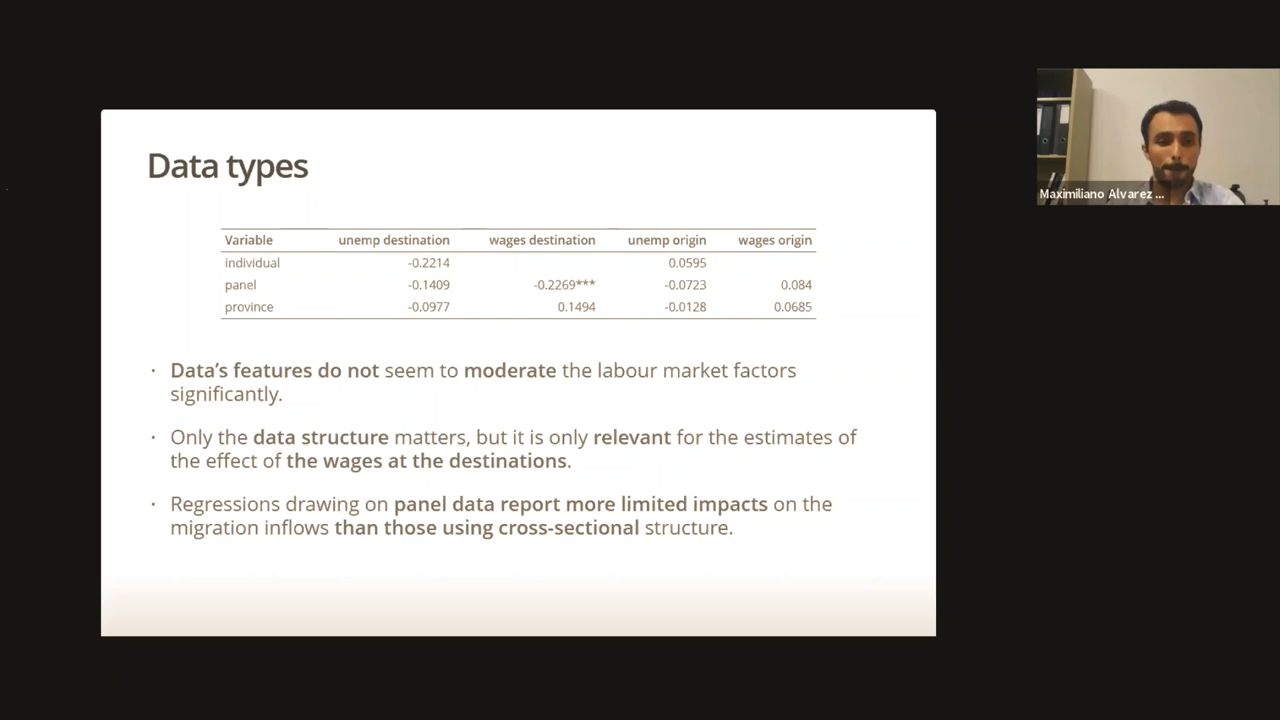 Data types
Variable unemp destination wages destination unemp origin wages origin
individual -0.2214 0.0595
panel -0.1409 -0.2269*** -0.0723 0.084
province -0.0977 0.1494 -0.0128 0.0685
· Data’s features do not seem to moderate the labour market factors
significantly.
· Only the data structure matters, but it is only relevant for the estimates of
the effect of the wages at the destinations.
· Regressions drawing on panel data report more limited impacts on the
migration inflows than those using cross-sectional structure.
Maximiliano Alvarez ...